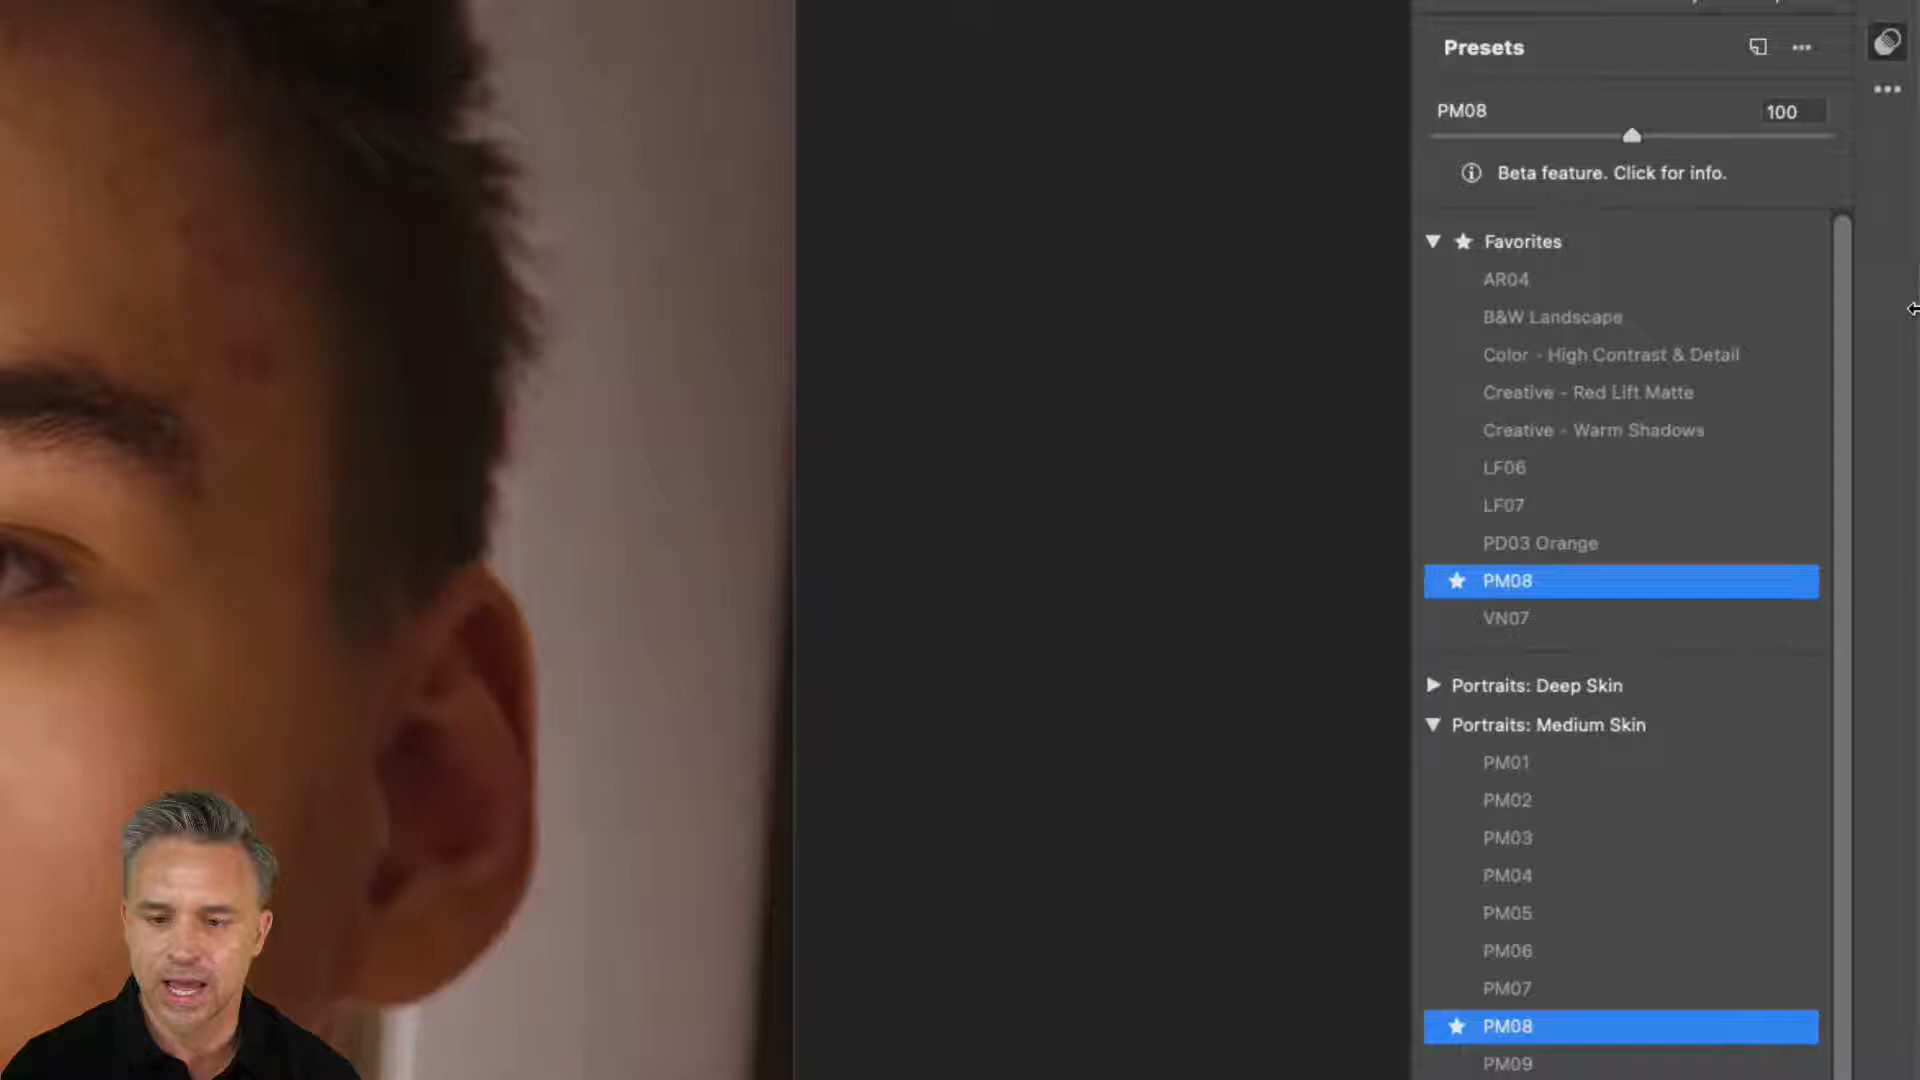 Presets
PM08 100
Beta feature. Click for info.
Favorites
AR04
B&W Landscape
Color - High Contrast & Detail
Creative - Red Lift Matte
Creative - Warm Shadows
LF06
LF07
PD03 Orange
PM08
VN07
Portraits: Deep Skin
Portraits: Medium Skin
PM01
PM02
PM03
PM04
PM05
PM06
PM07
PM08
PM09